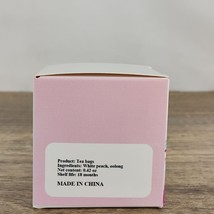 Product: Tea bags
Ingredients: White peach, oolong
Net content: 0.42 oz
Shelf life: 18 months
MADE IN CHINA